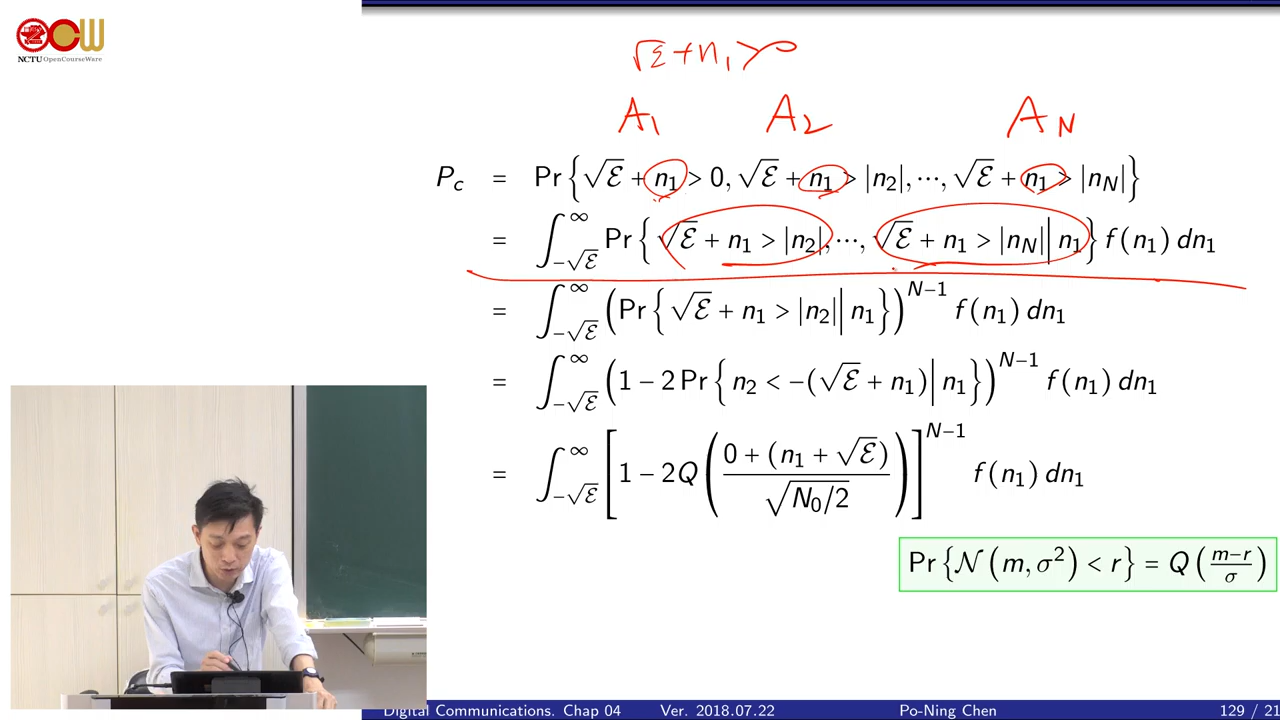 NCTU OpenCourseWare
√ℰ + n₁ > 0
A₁ A₂ A_N
P_c = Pr{√ℰ + n₁ > 0, √ℰ + n₁ > |n₂|, ⋯, √ℰ + n₁ > |n_N|}
= ∫_{−√ℰ}^{∞} Pr{√ℰ + n₁ > |n₂|, ⋯, √ℰ + n₁ > |n_N| | n₁} f(n₁) dn₁
= ∫_{−√ℰ}^{∞} (Pr{√ℰ + n₁ > |n₂| | n₁})^{N−1} f(n₁) dn₁
= ∫_{−√ℰ}^{∞} (1 − 2 Pr{n₂ < −(√ℰ + n₁) | n₁})^{N−1} f(n₁) dn₁
= ∫_{−√ℰ}^{∞} [1 − 2Q((0 + (n₁ + √ℰ))/√(N₀/2))]^{N−1} f(n₁) dn₁
Pr{𝒩(m, σ²) < r} = Q((m−r)/σ)
Digital Communications. Chap 04 Ver. 2018.07.22 Po-Ning Chen 129 / 21